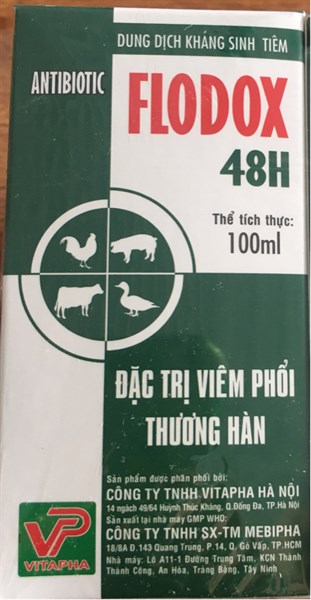 DUNG DỊCH KHÁNG SINH TIÊM
ANTIBIOTIC
FLODOX
48H
Thể tích thực:
100ml
ĐẶC TRỊ VIÊM PHỔI
THƯƠNG HÀN
Sản phẩm được phân phối bởi:
CÔNG TY TNHH VITAPHA HÀ NỘI
14 ngách 49/64 Huỳnh Thúc Kháng, Q.Đống Đa, TP.Hà Nội
Sản xuất tại nhà máy GMP WHO:
CÔNG TY TNHH SX-TM MEBIPHA
18/8A Đ.143 Quang Trung, P.14, Q. Gò Vấp, TP.HCM
Nhà máy: Lô A11-1 Đường Trung Tâm, KCN Thành
Thành Công, An Hòa, Trảng Bàng, Tây Ninh
VP
VITAPHA